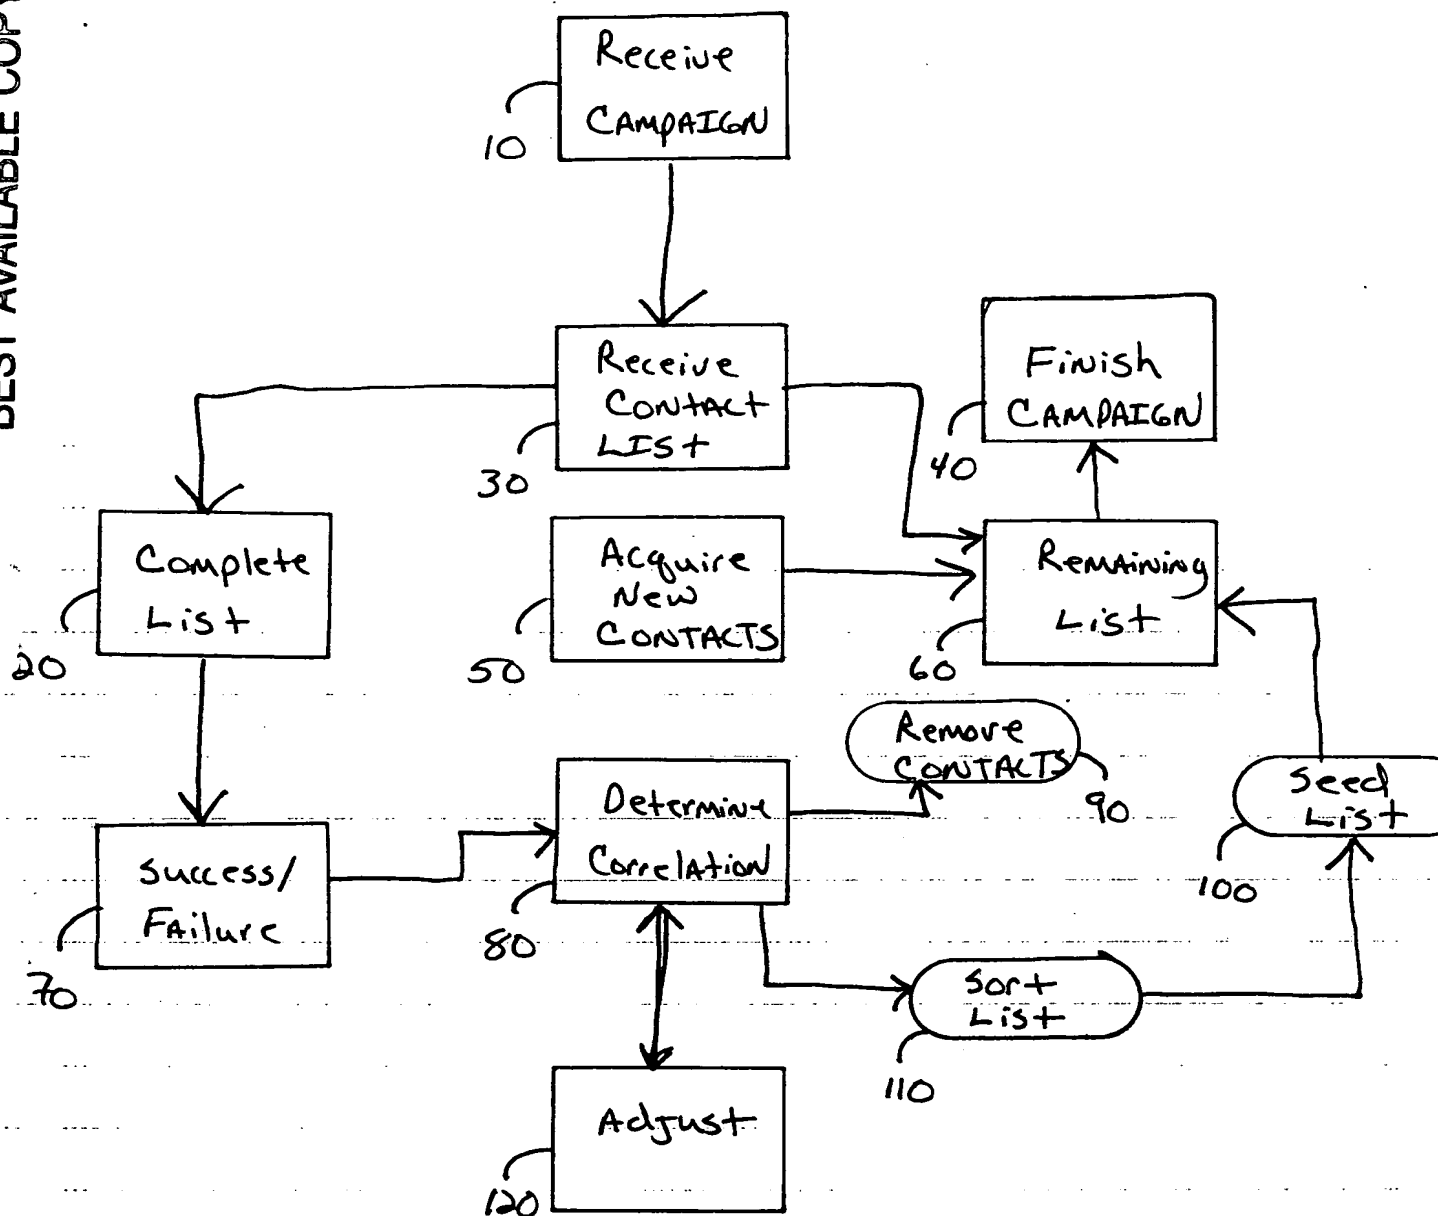 BEST AVAILABLE COPY
Receive
CAMPAIGN
10
Receive
CONTACT
LIST
30
Finish
CAMPAIGN
40
Complete
List
20
Acquire
New
CONTACTS
50
Remaining
List
60
Remove
CONTACTS
90
Seed
List
100
Success/
Failure
70
Determine
Correlation
80
Sort
List
110
Adjust
120